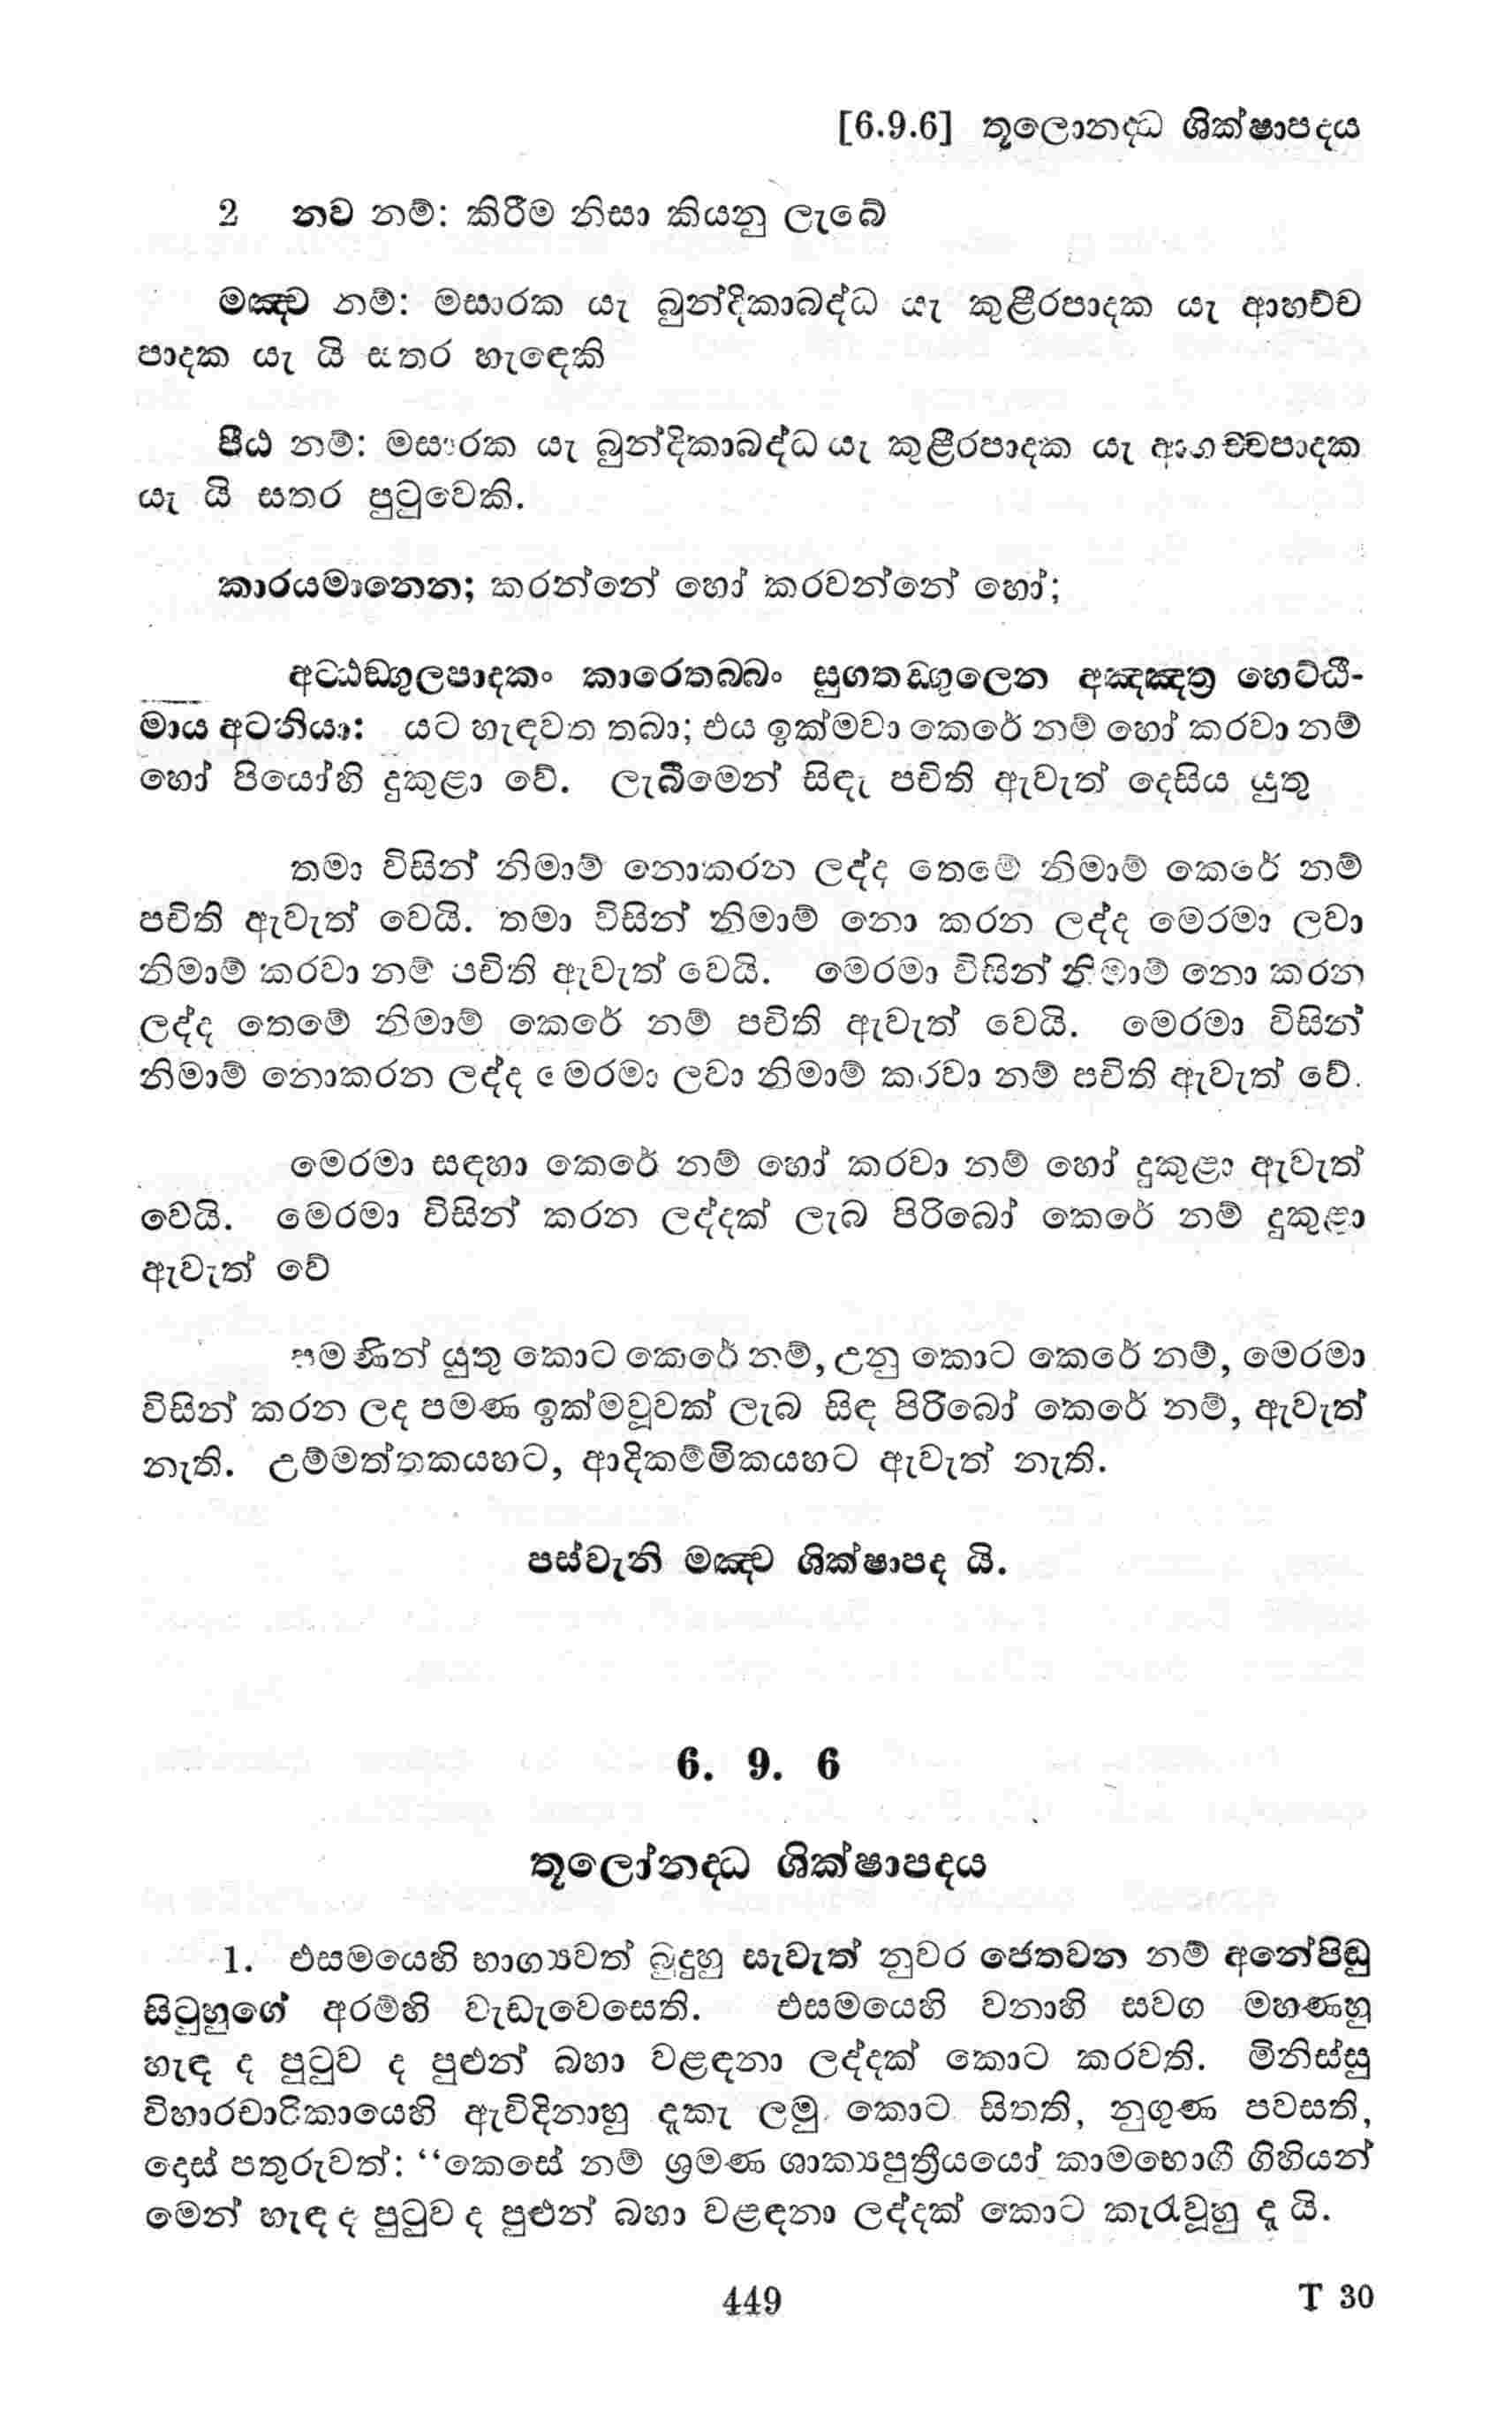 [6.9.6] තූලොනද්ධ ශික්ෂාපදය
2 නව නම්: කිරීම නිසා කියනු ලැබේ
මඤ්ච නම්: මසාරක යැ බුන්දිකාබද්ධ යැ කුළීරපාදක යැ ආහච්ච
පාදක යැ යි සතර හැඳෙකි
පීඨ නම්: මසාරක යැ බුන්දිකාබද්ධ යැ කුළීරපාදක යැ ආහච්චපාදක
යැ යි සතර පුටුවෙකි.
කාරයමානෙන; කරන්නේ හෝ කරවන්නේ හෝ;
අට්ඨඞ්ගුලපාදකං කාරෙතබ්බං සුගතඞ්ගුලෙන අඤ්ඤත්‍ර හෙට්ඨි-
මාය අටනියා: යට හැඳවත තබා; එය ඉක්මවා කෙරේ නම් හෝ කරවා නම්
හෝ පියෝහි දුකුළා වේ. ලැබීමෙන් සිඳැ පචිති ඇවැත් දෙසිය යුතු
තමා විසින් නිමාම් නොකරන ලද්ද තෙමේ නිමාම් කෙරේ නම්
පචිති ඇවැත් වෙයි. තමා විසින් නිමාම් නො කරන ලද්ද මෙරමා ලවා
නිමාම් කරවා නම් පචිති ඇවැත් වෙයි. මෙරමා විසින් නිමාම් නො කරන
ලද්ද තෙමේ නිමාම් කෙරේ නම් පචිති ඇවැත් වෙයි. මෙරමා විසින්
නිමාම් නොකරන ලද්ද මෙරමා ලවා නිමාම් කරවා නම් පචිති ඇවැත් වේ.
මෙරමා සඳහා කෙරේ නම් හෝ කරවා නම් හෝ දුකුළා ඇවැත්
වෙයි. මෙරමා විසින් කරන ලද්දක් ලැබ පිරිබෝ කෙරේ නම් දුකුළා
ඇවැත් වේ
පමණින් යුතු කොට කෙරේ නම්, උනු කොට කෙරේ නම්, මෙරමා
විසින් කරන ලද පමණ ඉක්මවූවක් ලැබ සිඳ පිරිබෝ කෙරේ නම්, ඇවැත්
නැති. උම්මත්තකයහට, ආදිකම්මිකයහට ඇවැත් නැති.
පස්වැනි මඤ්ච ශික්ෂාපද යි.
6. 9. 6
තූලෝනද්ධ ශික්ෂාපදය
1. එසමයෙහි භාග්‍යවත් බුදුහු සැවැත් නුවර ජෙතවන නම් අනේපිඬු
සිටුහුගේ අරම්හි වැඩැවෙසෙති. එසමයෙහි වනාහි සවග මහණහු
හැඳ ද පුටුව ද පුළුන් බහා වළඳනා ලද්දක් කොට කරවති. මිනිස්සු
විහාරචාරිකායෙහි ඇවිදිනාහු දැකැ ලමු කොට සිතති, නුගුණ පවසති,
දොස් පතුරුවත්: “කෙසේ නම් ශ්‍රමණ ශාක්‍යපුත්‍රීයයෝ කාමභොගී ගිහියන්
මෙන් හැඳ ද පුටුව ද පුළුන් බහා වළඳනා ලද්දක් කොට කැරැවූහු දැ යි.
449
T 30